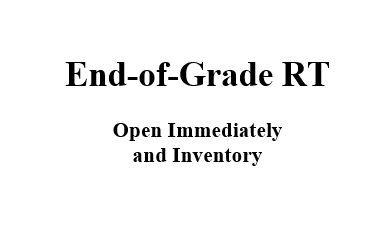 End-of-Grade RT
Open Immediately
and Inventory